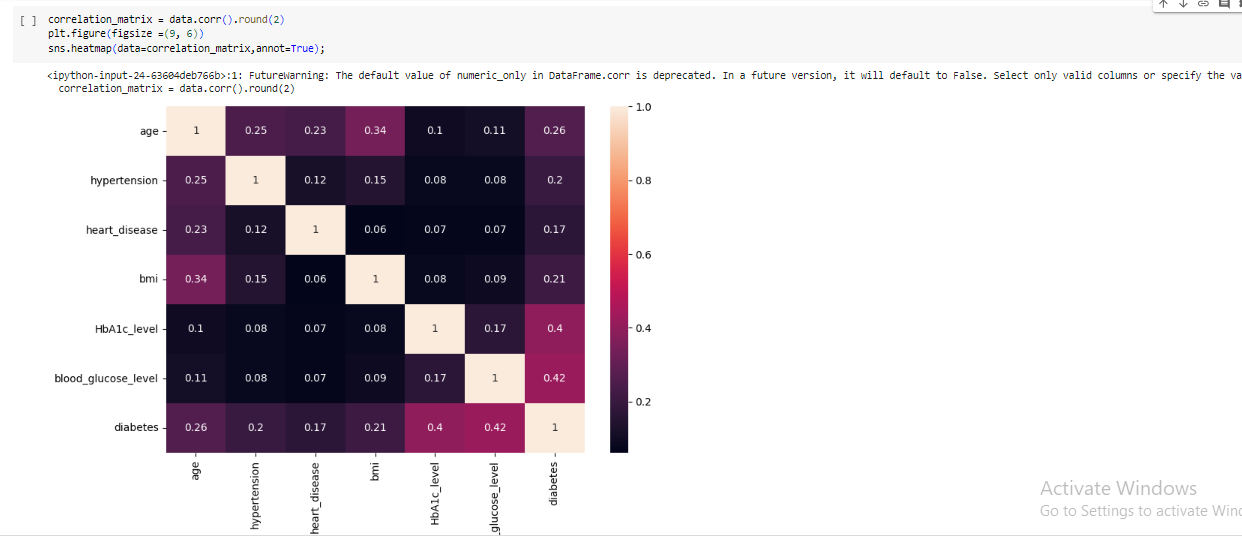 [ ] correlation_matrix = data.corr().round(2)
plt.figure(figsize =(9, 6))
sns.heatmap(data=correlation_matrix,annot=True);
<ipython-input-24-63604deb766b>:1: FutureWarning: The default value of numeric_only in DataFrame.corr is deprecated. In a future version, it will default to False. Select only valid columns or specify the va
correlation_matrix = data.corr().round(2)
age 1 0.25 0.23 0.34 0.1 0.11 0.26
hypertension 0.25 1 0.12 0.15 0.08 0.08 0.2
heart_disease 0.23 0.12 1 0.06 0.07 0.07 0.17
bmi 0.34 0.15 0.06 1 0.08 0.09 0.21
HbA1c_level 0.1 0.08 0.07 0.08 1 0.17 0.4
blood_glucose_level 0.11 0.08 0.07 0.09 0.17 1 0.42
diabetes 0.26 0.2 0.17 0.21 0.4 0.42 1
age
hypertension
heart_disease
bmi
HbA1c_level
_glucose_level
diabetes
1.0
0.8
0.6
0.4
0.2
Activate Windows
Go to Settings to activate Wind